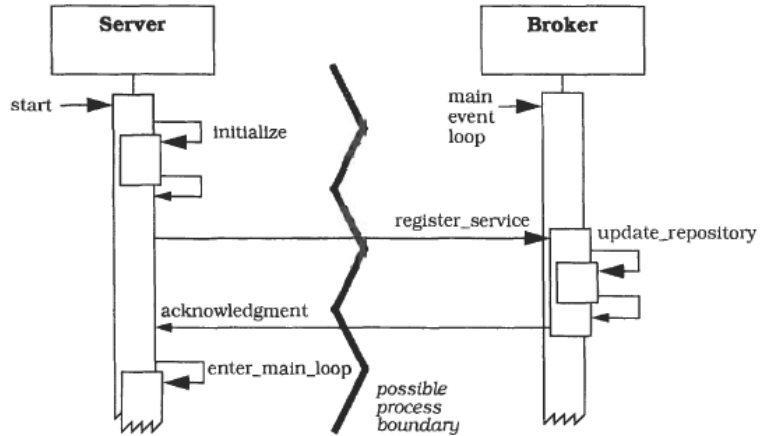 Server
Broker
start
main
event
loop
initialize
register_service
update_repository
acknowledgment
enter_main_loop
possible
process
boundary